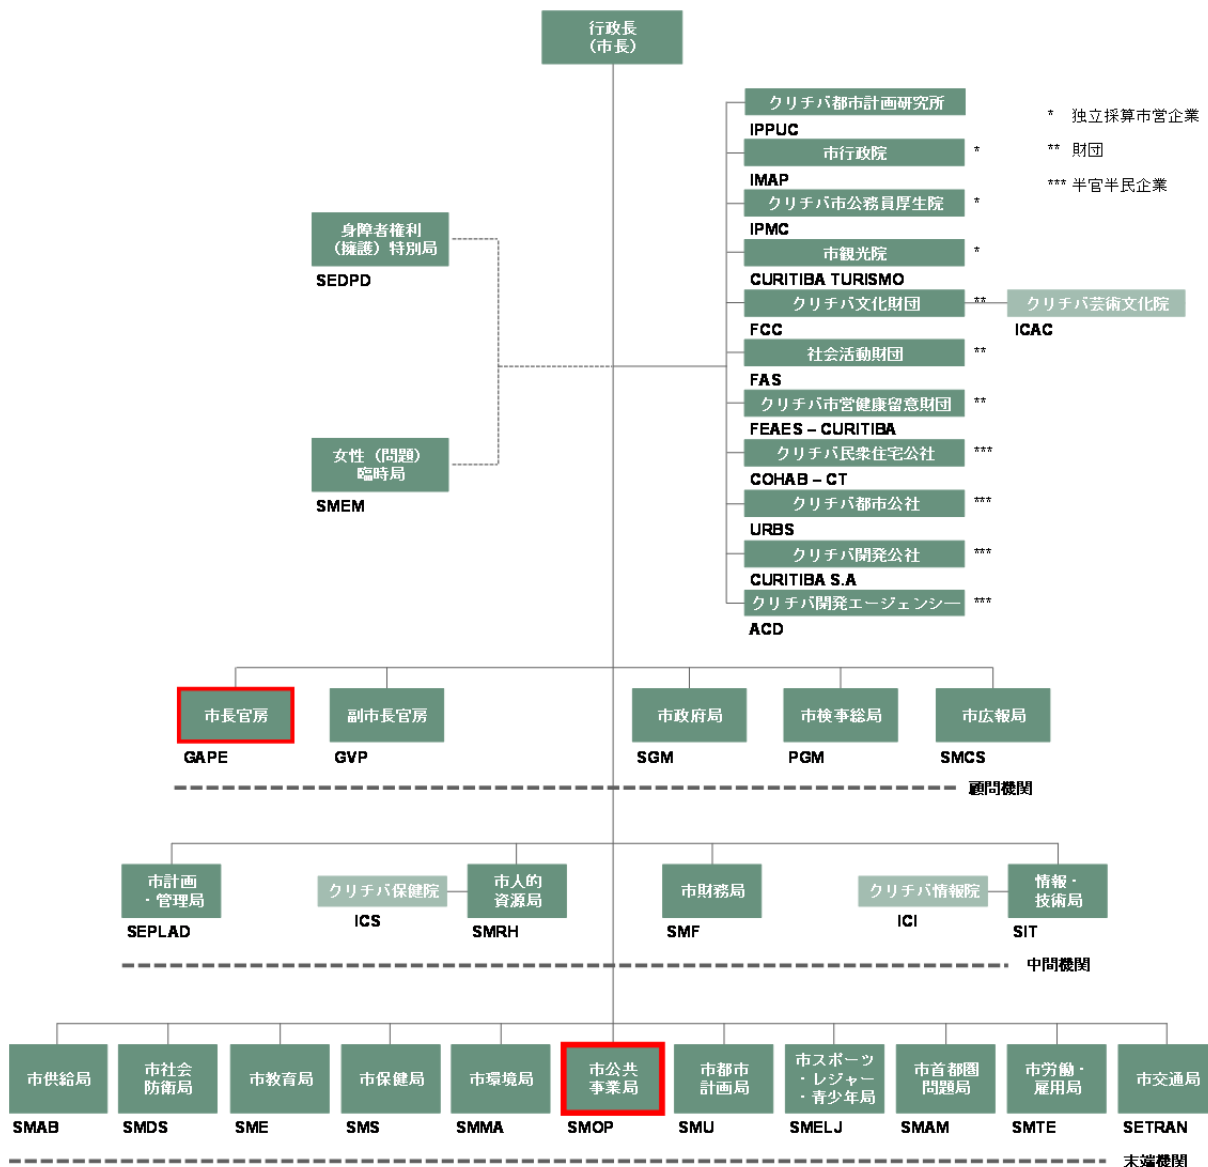 行政長
(市長)
クリチバ都市計画研究所
IPPUC
* 独立採算市営企業
市行政院 *
IMAP
** 財団
クリチバ市公務員厚生院 *
IPMC
*** 半官半民企業
身障者権利
(擁護)特別局
SEDPD
市観光院 *
CURITIBA TURISMO
クリチバ文化財団 **
FCC
クリチバ芸術文化院
ICAC
社会活動財団 **
FAS
クリチバ市営健康留意財団 **
FEAES – CURITIBA
女性(問題)
臨時局
SMEM
クリチバ民衆住宅公社 ***
COHAB – CT
クリチバ都市公社 ***
URBS
クリチバ開発公社 ***
CURITIBA S.A
クリチバ開発エージェンシー ***
ACD
市長官房
GAPE
副市長官房
GVP
市政府局
SGM
市検事総局
PGM
市広報局
SMCS
顧問機関
市計画
・管理局
SEPLAD
クリチバ保健院
ICS
市人的
資源局
SMRH
市財務局
SMF
クリチバ情報院
ICI
情報・
技術局
SIT
中間機関
市供給局
SMAB
市社会
防衛局
SMDS
市教育局
SME
市保健局
SMS
市環境局
SMMA
市公共
事業局
SMOP
市都市
計画局
SMU
市スポーツ
・レジャー
・青少年局
SMELJ
市首都圏
問題局
SMAM
市労働・
雇用局
SMTE
市交通局
SETRAN
末端機関